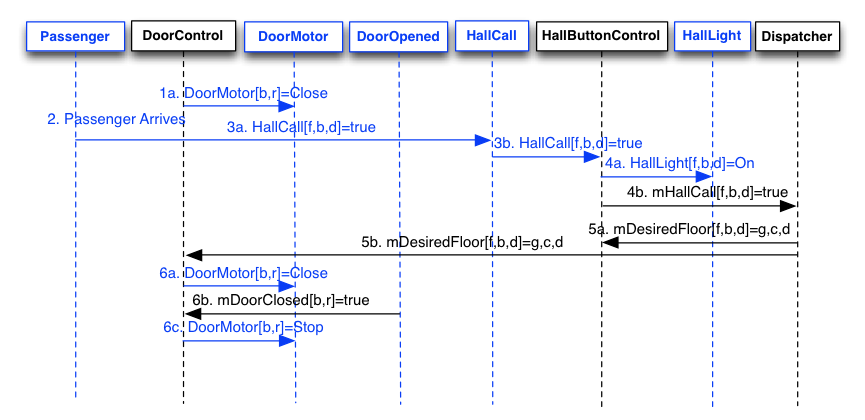 Passenger
DoorControl
DoorMotor
DoorOpened
HallCall
HallButtonControl
HallLight
Dispatcher
1a. DoorMotor[b,r]=Close
2. Passenger Arrives
3a. HallCall[f,b,d]=true
3b. HallCall[f,b,d]=true
4a. HallLight[f,b,d]=On
4b. mHallCall[f,b,d]=true
5a. mDesiredFloor[f,b,d]=g,c,d
5b. mDesiredFloor[f,b,d]=g,c,d
6a. DoorMotor[b,r]=Close
6b. mDoorClosed[b,r]=true
6c. DoorMotor[b,r]=Stop